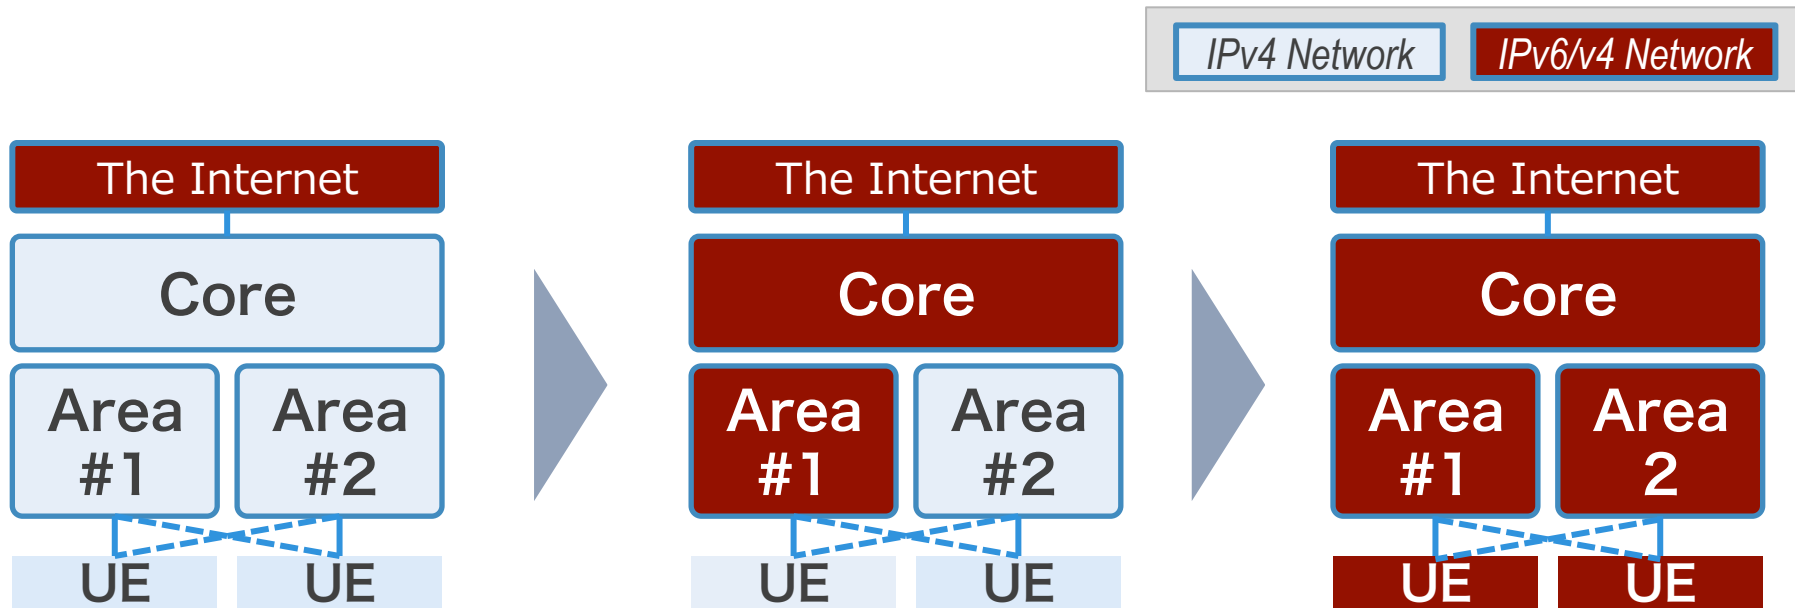 IPv4 Network
IPv6/v4 Network
The Internet
Core
Area
#1
Area
#2
UE
UE
The Internet
Core
Area
#1
Area
#2
UE
UE
The Internet
Core
Area
#1
Area
2
UE
UE